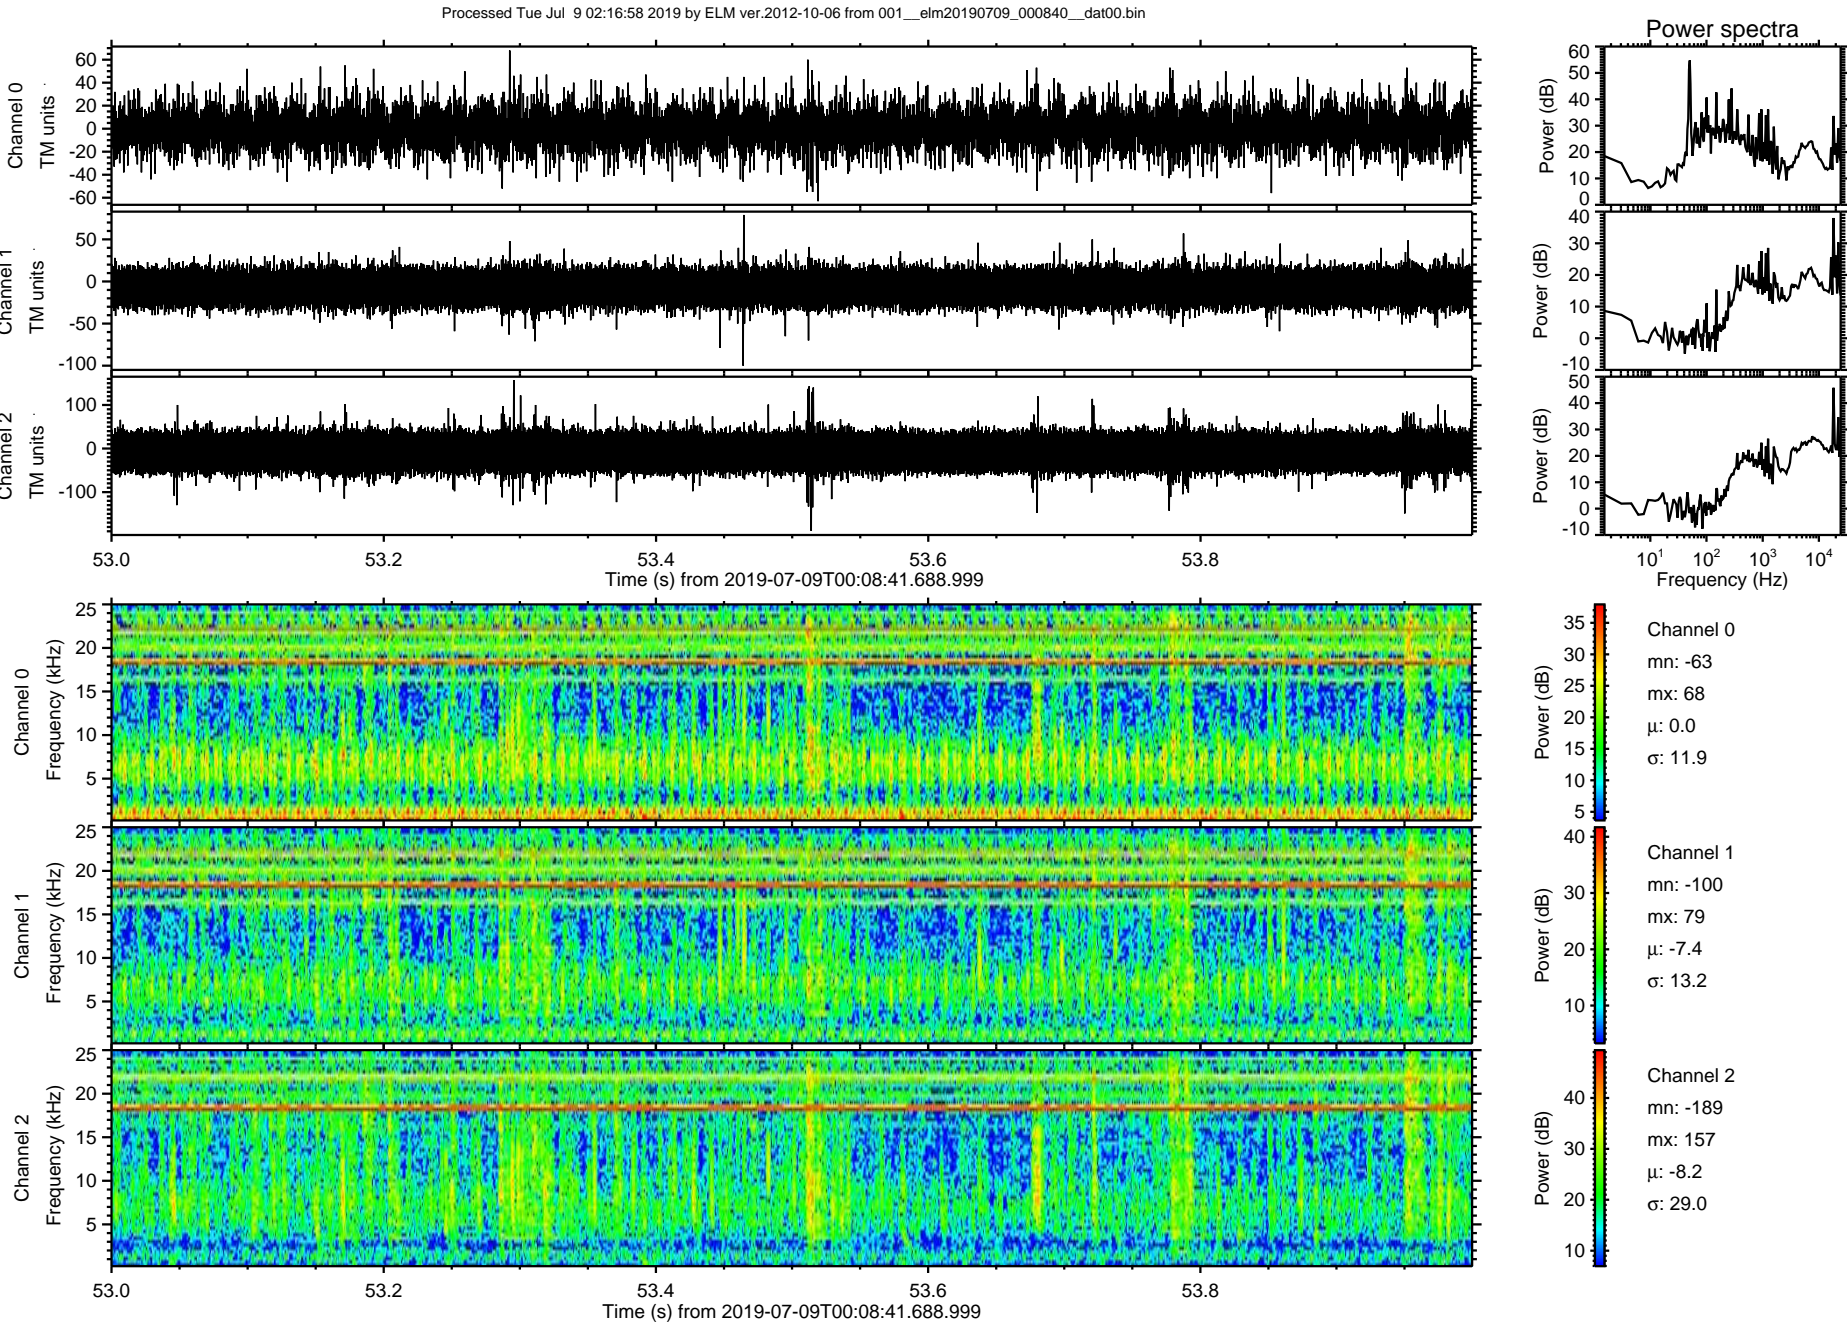 Processed Tue Jul  9 02:16:58 2019 by ELM ver.2012-10-06 from 001__elm20190709_000840__dat00.bin
Power spectra
Channel 0
TM units
60
40
20
0
-20
-40
-60
Power (dB)
60
50
40
30
20
10
0
Channel 1
TM units
50
0
-50
-100
Power (dB)
40
30
20
10
0
-10
Channel 2
TM units
100
0
-100
Power (dB)
50
40
30
20
10
0
-10
53.0 53.2 53.4 53.6 53.8
Time (s) from 2019-07-09T00:08:41.688.999
10^1 10^2 10^3 10^4
Frequency (Hz)
Channel 0
Frequency (kHz)
25
20
15
10
5
Power (dB)
35
30
25
20
15
10
5
Channel 0
mn: -63
mx: 68
μ: 0.0
σ: 11.9
Channel 1
Frequency (kHz)
25
20
15
10
5
Power (dB)
40
30
20
10
Channel 1
mn: -100
mx: 79
μ: -7.4
σ: 13.2
Channel 2
Frequency (kHz)
25
20
15
10
5
Power (dB)
40
30
20
10
Channel 2
mn: -189
mx: 157
μ: -8.2
σ: 29.0
53.0 53.2 53.4 53.6 53.8
Time (s) from 2019-07-09T00:08:41.688.999